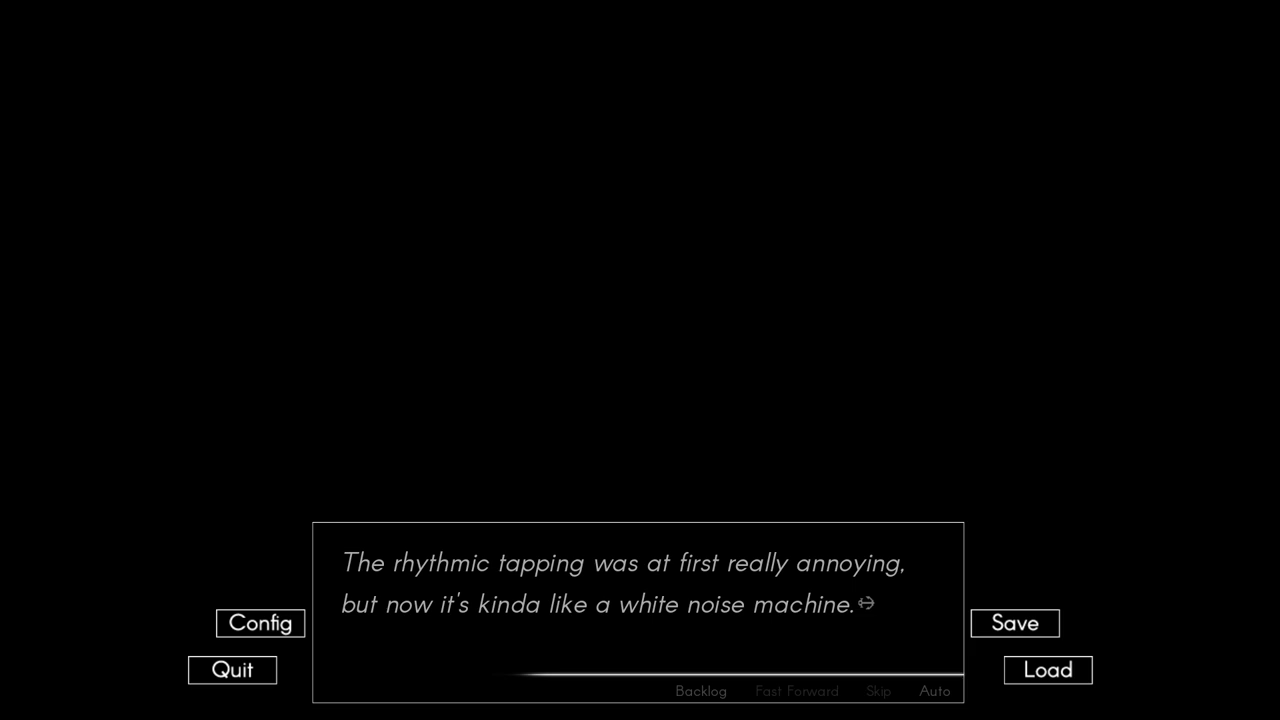 The rhythmic tapping was at first really annoying,
but now it's kinda like a white noise machine.
Config
Save
Quit
Load
Backlog Fast Forward Skip Auto